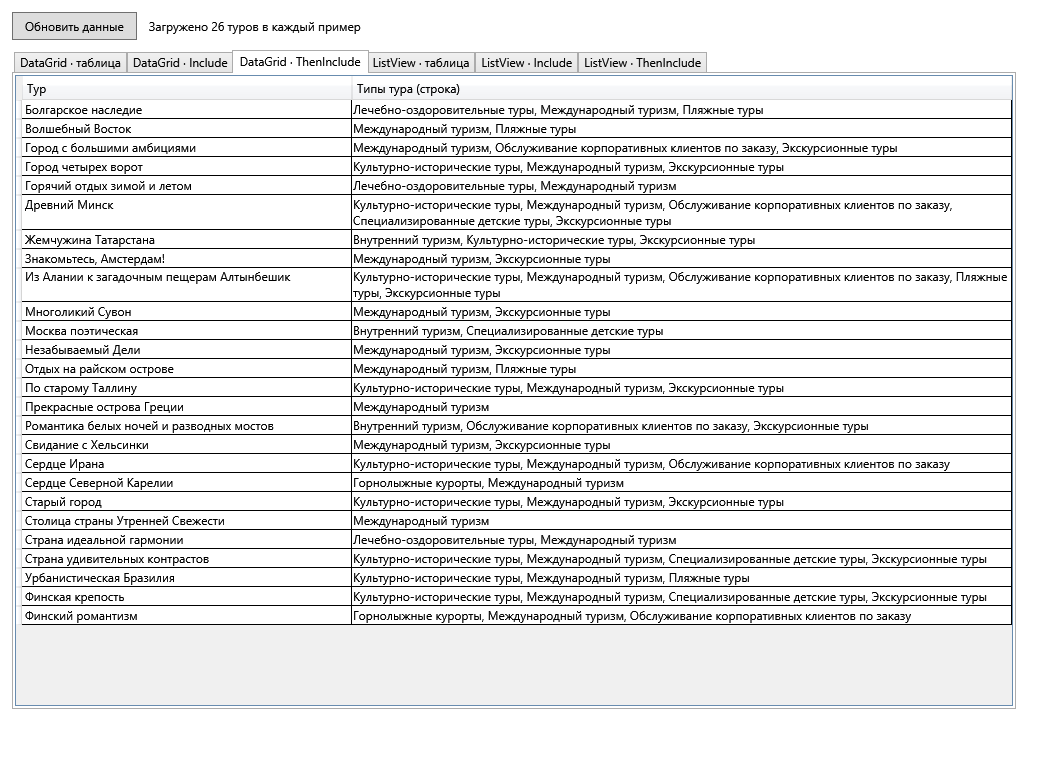 Обновить данные Загружено 26 туров в каждый пример
DataGrid · таблица DataGrid · Include DataGrid · ThenInclude ListView · таблица ListView · Include ListView · ThenInclude
Тур Типы тура (строка)
Болгарское наследие Лечебно-оздоровительные туры, Международный туризм, Пляжные туры
Волшебный Восток Международный туризм, Пляжные туры
Город с большими амбициями Международный туризм, Обслуживание корпоративных клиентов по заказу, Экскурсионные туры
Город четырех ворот Культурно-исторические туры, Международный туризм, Экскурсионные туры
Горячий отдых зимой и летом Лечебно-оздоровительные туры, Международный туризм
Древний Минск Культурно-исторические туры, Международный туризм, Обслуживание корпоративных клиентов по заказу,
Специализированные детские туры, Экскурсионные туры
Жемчужина Татарстана Внутренний туризм, Культурно-исторические туры, Экскурсионные туры
Знакомьтесь, Амстердам! Международный туризм, Экскурсионные туры
Из Алании к загадочным пещерам Алтынбешик Культурно-исторические туры, Международный туризм, Обслуживание корпоративных клиентов по заказу, Пляжные
туры, Экскурсионные туры
Многоликий Сувон Международный туризм, Экскурсионные туры
Москва поэтическая Внутренний туризм, Специализированные детские туры
Незабываемый Дели Международный туризм, Экскурсионные туры
Отдых на райском острове Международный туризм, Пляжные туры
По старому Таллину Культурно-исторические туры, Международный туризм, Экскурсионные туры
Прекрасные острова Греции Международный туризм
Романтика белых ночей и разводных мостов Внутренний туризм, Обслуживание корпоративных клиентов по заказу, Экскурсионные туры
Свидание с Хельсинки Международный туризм, Экскурсионные туры
Сердце Ирана Культурно-исторические туры, Международный туризм, Обслуживание корпоративных клиентов по заказу
Сердце Северной Карелии Горнолыжные курорты, Международный туризм
Старый город Культурно-исторические туры, Международный туризм, Экскурсионные туры
Столица страны Утренней Свежести Международный туризм
Страна идеальной гармонии Лечебно-оздоровительные туры, Международный туризм
Страна удивительных контрастов Культурно-исторические туры, Международный туризм, Специализированные детские туры, Экскурсионные туры
Урбанистическая Бразилия Культурно-исторические туры, Международный туризм, Пляжные туры
Финская крепость Культурно-исторические туры, Международный туризм, Специализированные детские туры, Экскурсионные туры
Финский романтизм Горнолыжные курорты, Международный туризм, Обслуживание корпоративных клиентов по заказу